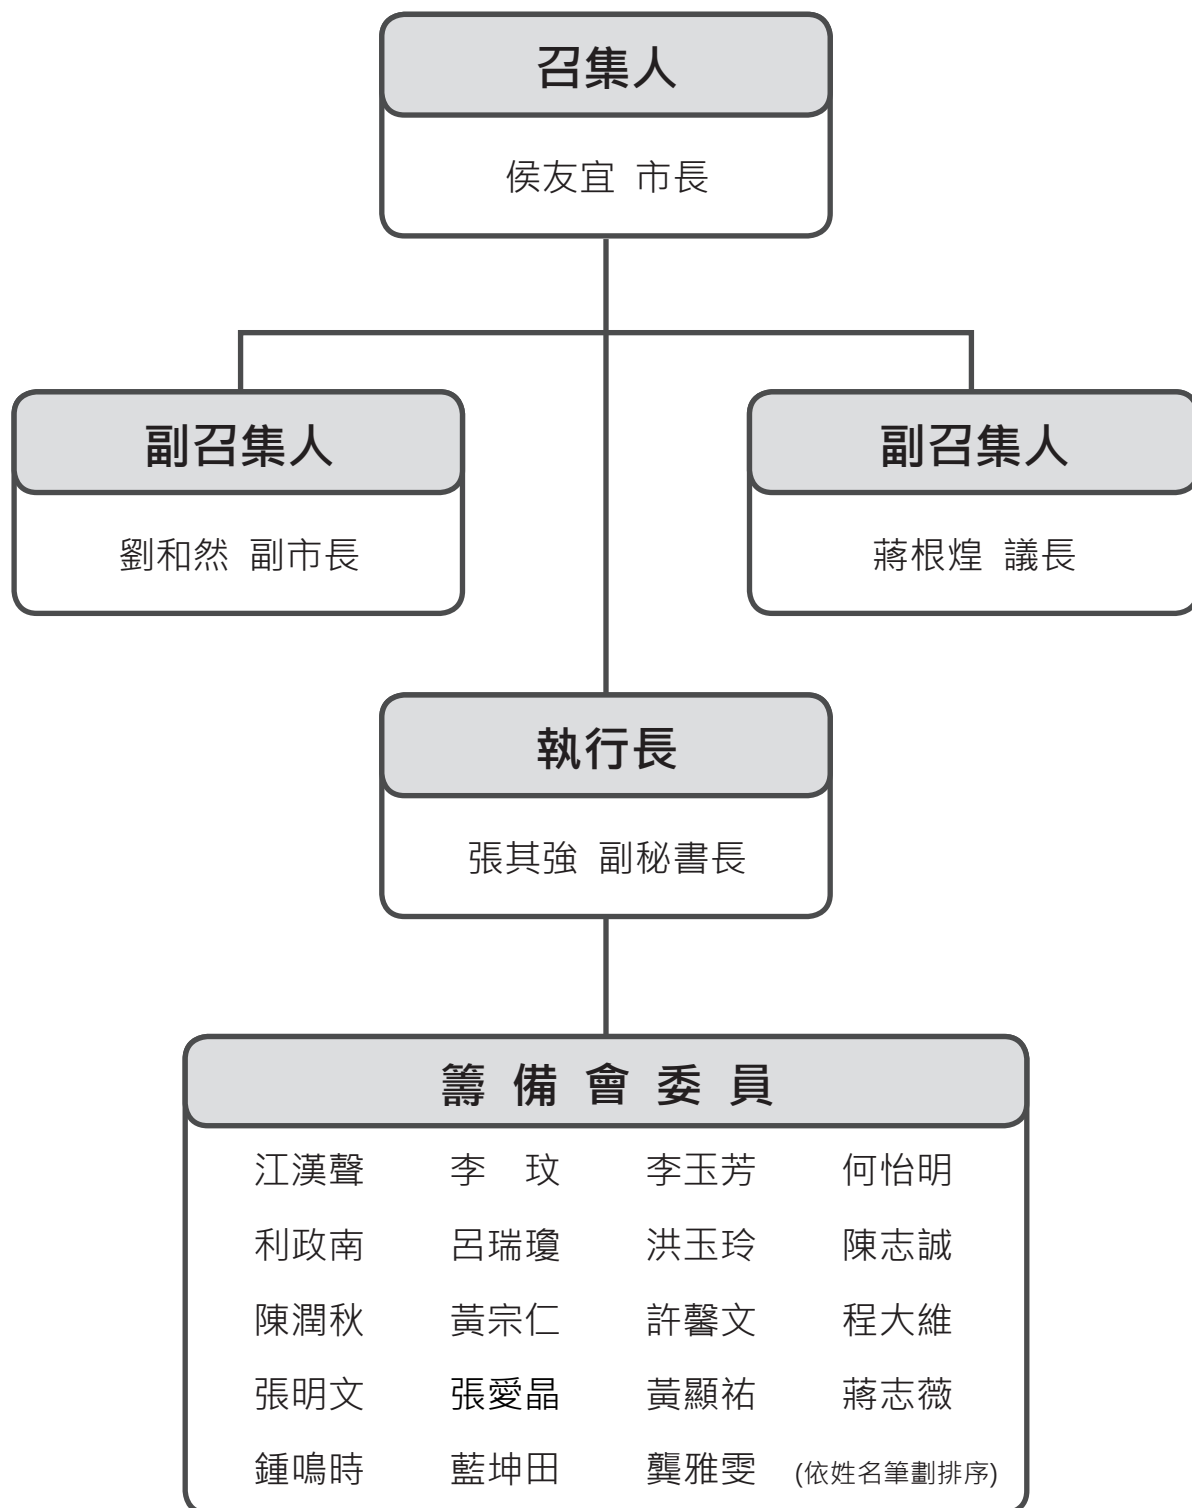 召集人
侯友宜 市長
副召集人 副召集人
劉和然 副市長 蔣根煌 議長
執行長
張其強 副秘書長
籌備會委員
江漢聲 李 玟 李玉芳 何怡明
利政南 呂瑞瓊 洪玉玲 陳志誠
陳潤秋 黃宗仁 許馨文 程大維
張明文 張愛晶 黃顯祐 蔣志薇
鍾鳴時 藍坤田 龔雅雯 (依姓名筆劃排序)